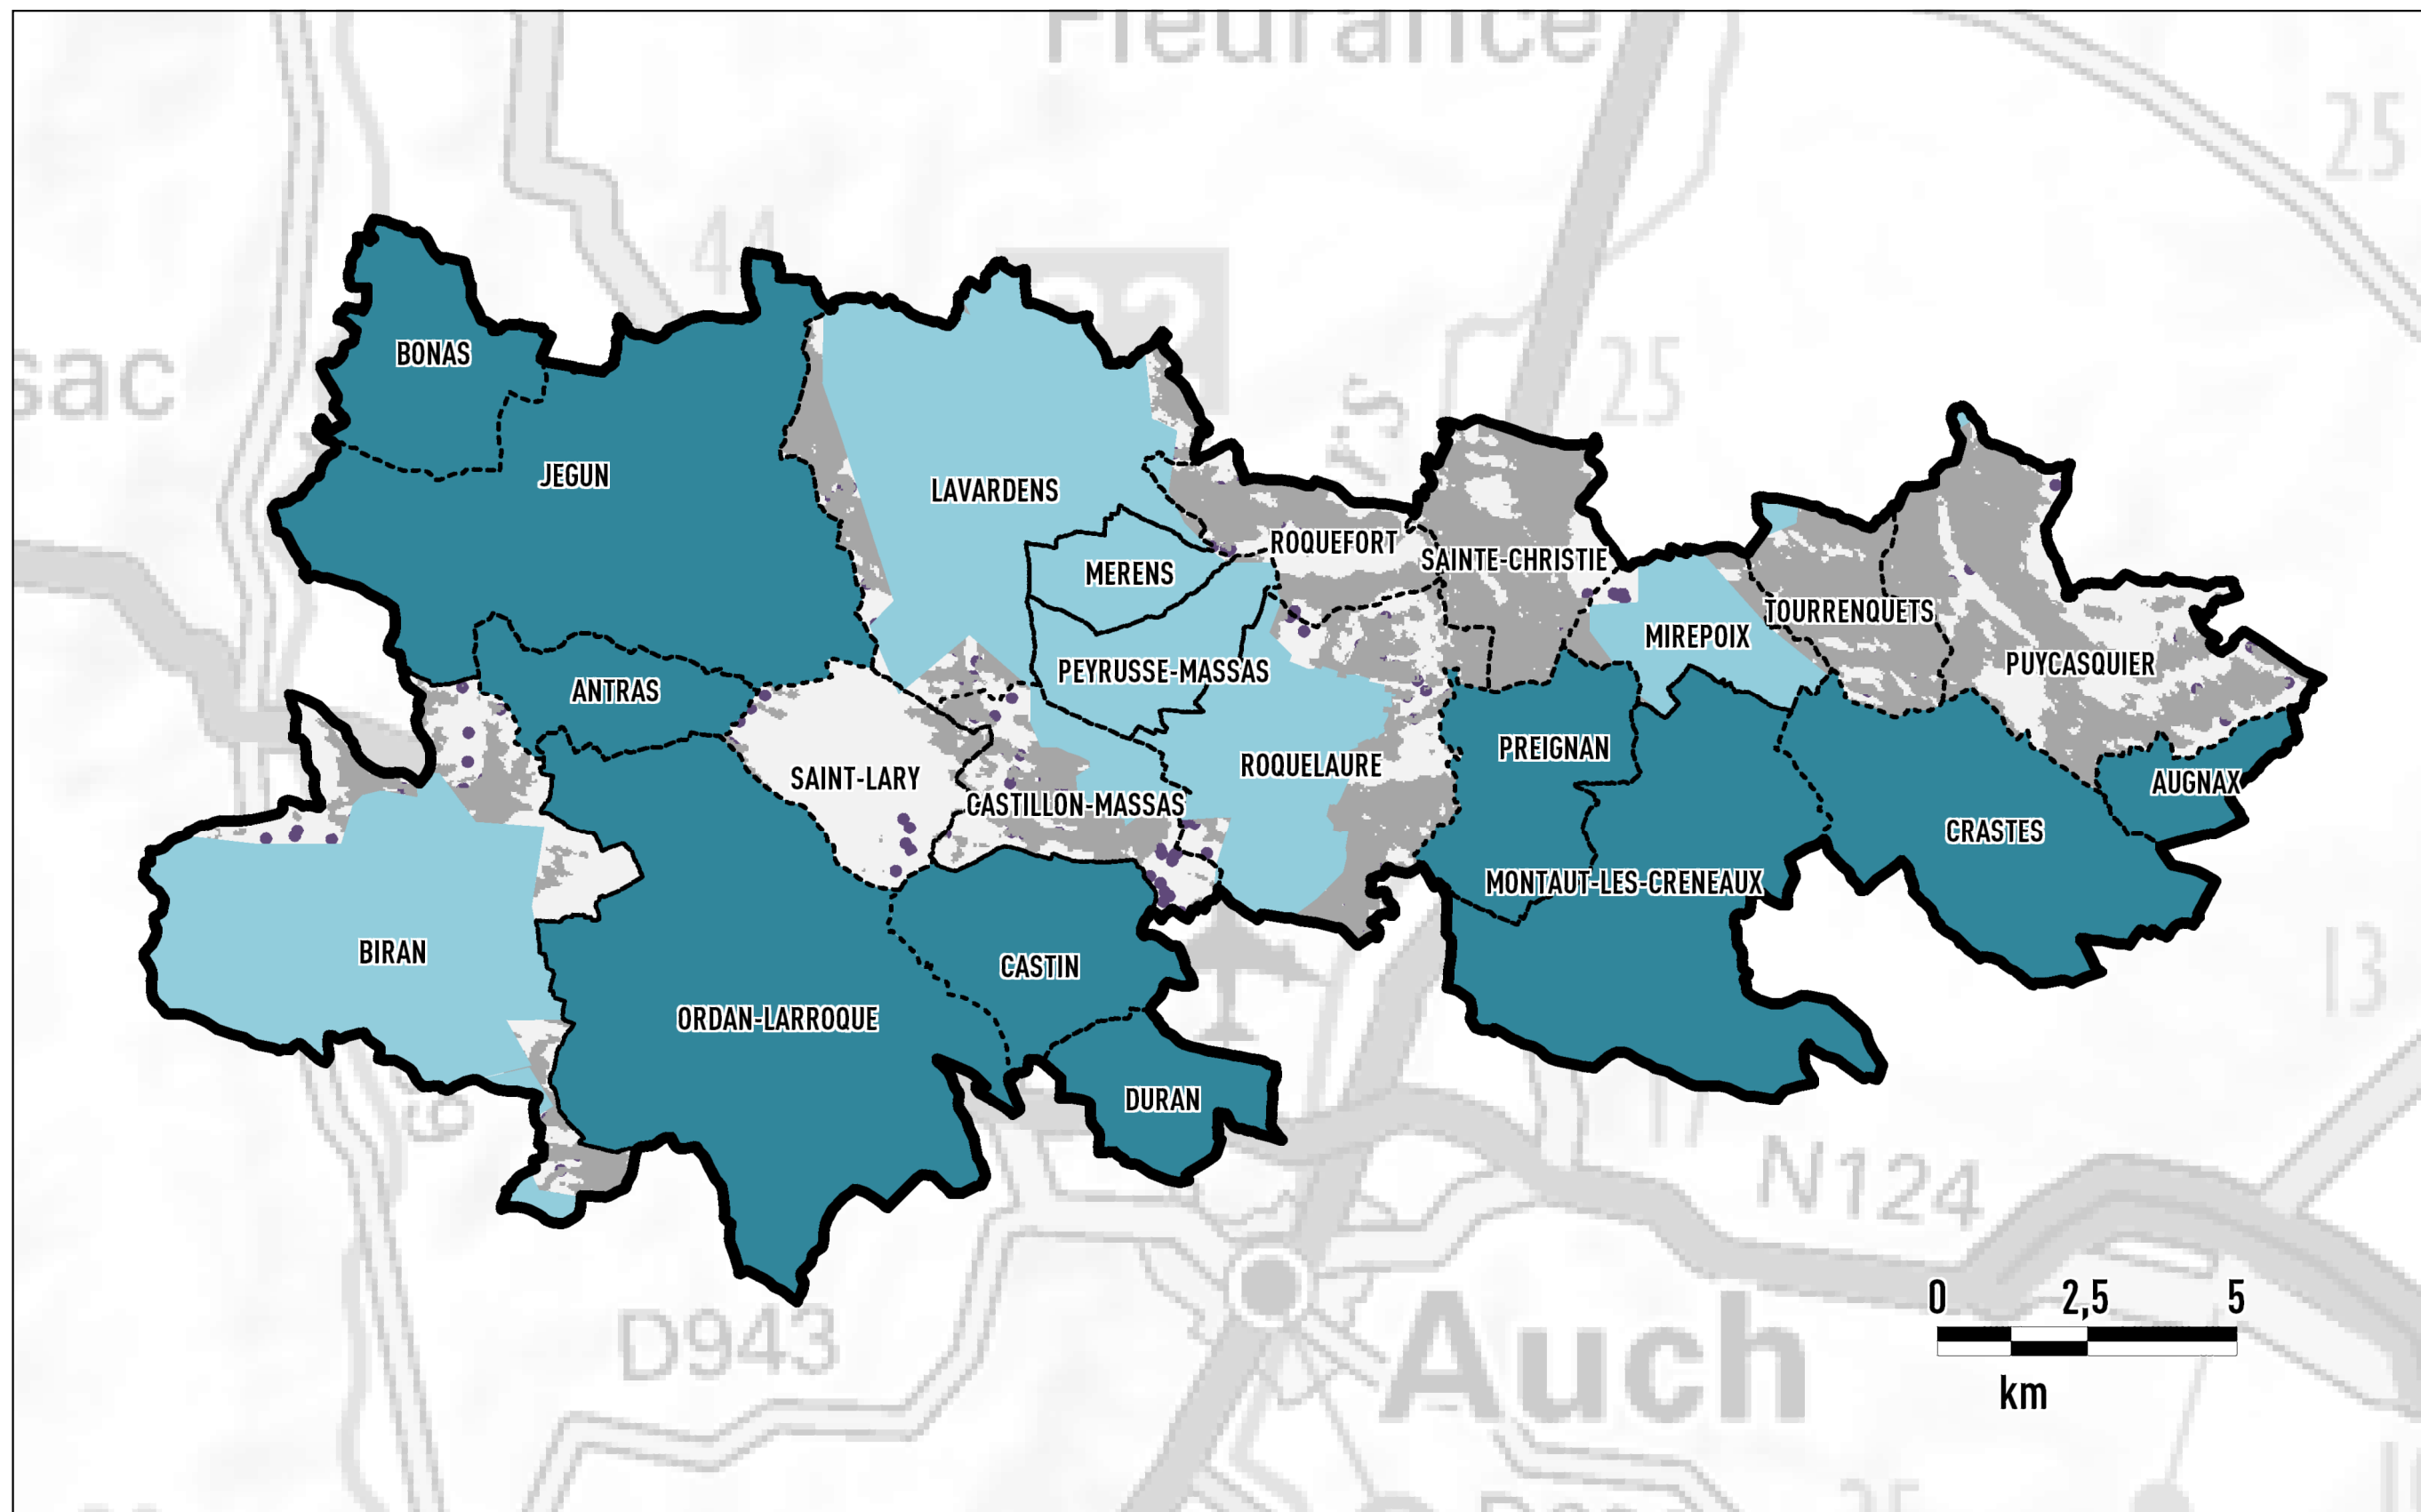 Fleurance
25
44
22
sac
25
BONAS
JEGUN
LAVARDENS
ROQUEFORT
SAINTE-CHRISTIE
MERENS
TOURRENQUETS
MIREPOIX
PEYRUSSE-MASSAS
PUYCASQUIER
ANTRAS
PREIGNAN
ROQUELAURE
SAINT-LARY
AUGNAX
CASTILLON-MASSAS
CRASTES
MONTAUT-LES-CRENEAUX
BIRAN
CASTIN
13
ORDAN-LARROQUE
DURAN
17
N124
0 2,5 5
km
D943
Auch